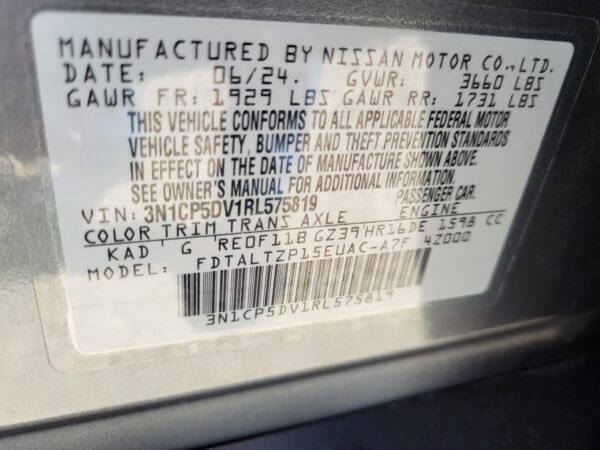 MANUFACTURED BY NISSAN MOTOR CO.,LTD.
DATE: 06/24. GVWR: 3660 LBS
GAWR FR: 1929 LBS GAWR RR: 1731 LBS
THIS VEHICLE CONFORMS TO ALL APPLICABLE FEDERAL MOTOR
VEHICLE SAFETY, BUMPER AND THEFT PREVENTION STANDARDS
IN EFFECT ON THE DATE OF MANUFACTURE SHOWN ABOVE.
SEE OWNER'S MANUAL FOR ADDITIONAL INFORMATION.
VIN: 3N1CP5DV1RL575819 PASSENGER CAR.
COLOR TRIM TRANS AXLE ENGINE
KAD G RE0F11B GZ39 HR16DE 1598 CC
MODEL: FDTALTZP15EUAC-A7F 4Z000
3N1CP5DV1RL575819